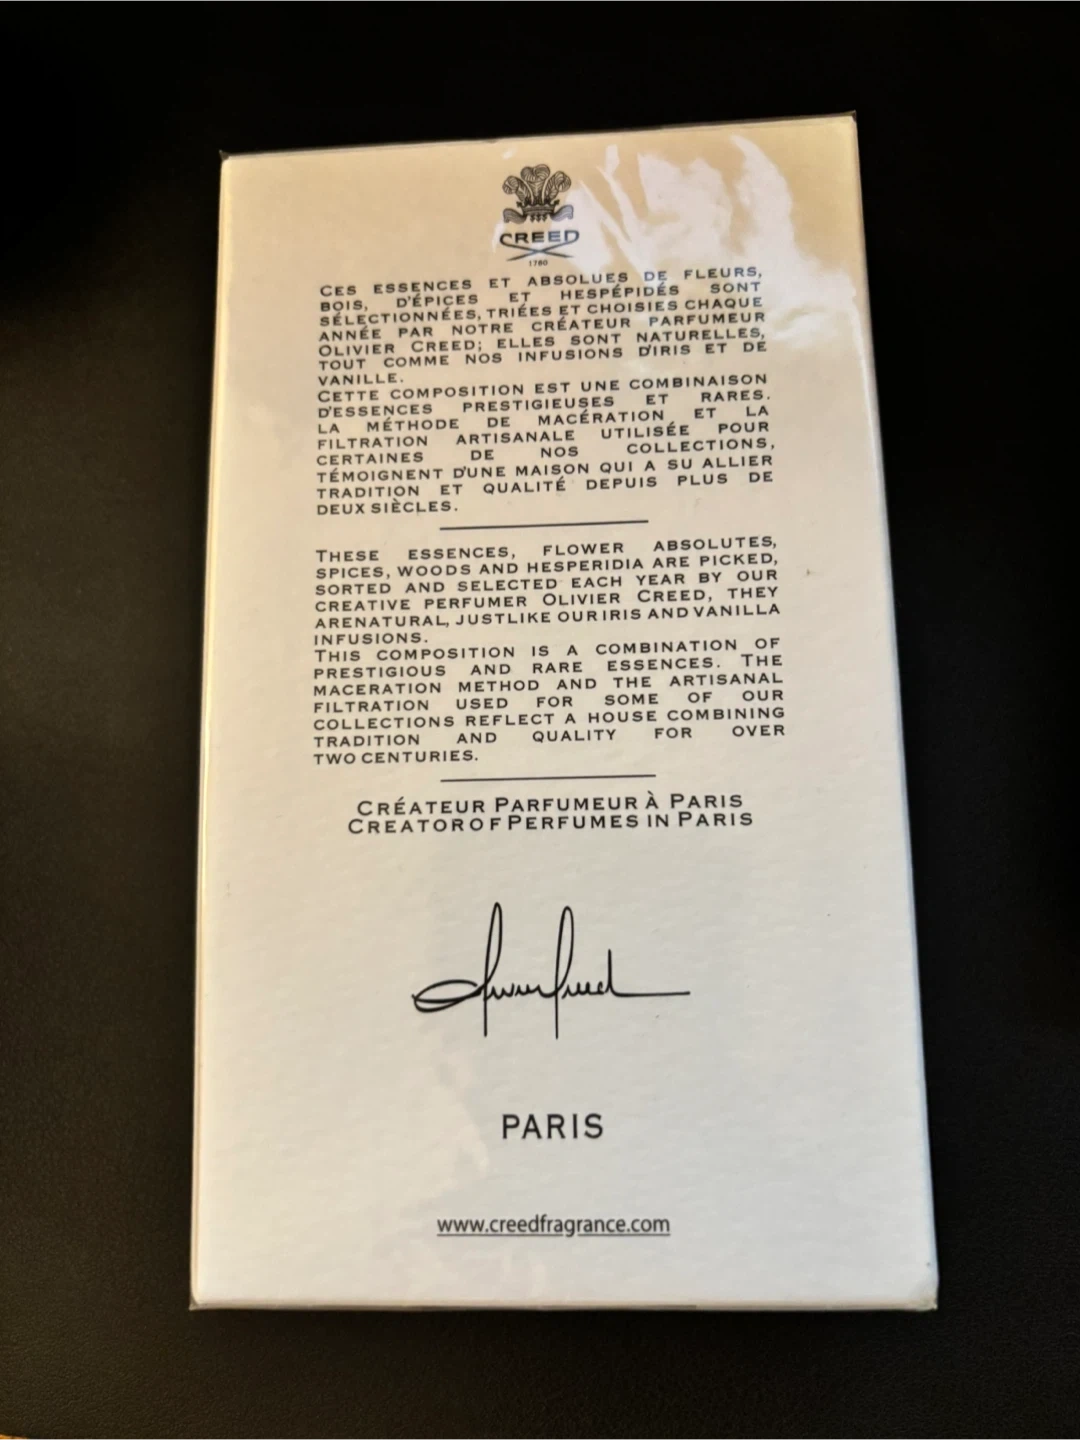 CREED
1760
CES ESSENCES ET ABSOLUES DE FLEURS,
BOIS, D'ÉPICES ET HESPÉPIDÉS SONT
SÉLECTIONNÉES, TRIÉES ET CHOISIES CHAQUE
ANNÉE PAR NOTRE CRÉATEUR PARFUMEUR
OLIVIER CREED; ELLES SONT NATURELLES,
TOUT COMME NOS INFUSIONS D'IRIS ET DE
VANILLE.
CETTE COMPOSITION EST UNE COMBINAISON
D'ESSENCES PRESTIGIEUSES ET RARES.
LA MÉTHODE DE MACÉRATION ET LA
FILTRATION ARTISANALE UTILISÉE POUR
CERTAINES DE NOS COLLECTIONS,
TÉMOIGNENT D'UNE MAISON QUI A SU ALLIER
TRADITION ET QUALITÉ DEPUIS PLUS DE
DEUX SIÈCLES.
THESE ESSENCES, FLOWER ABSOLUTES,
SPICES, WOODS AND HESPERIDIA ARE PICKED,
SORTED AND SELECTED EACH YEAR BY OUR
CREATIVE PERFUMER OLIVIER CREED, THEY
ARENATURAL, JUSTLIKE OUR IRIS AND VANILLA
INFUSIONS.
THIS COMPOSITION IS A COMBINATION OF
PRESTIGIOUS AND RARE ESSENCES. THE
MACERATION METHOD AND THE ARTISANAL
FILTRATION USED FOR SOME OF OUR
COLLECTIONS REFLECT A HOUSE COMBINING
TRADITION AND QUALITY FOR OVER
TWO CENTURIES.
CRÉATEUR PARFUMEUR À PARIS
CREATOROFPERFUMES IN PARIS
PARIS
www.creedfragrance.com